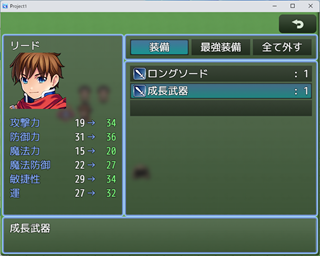 Project1
リード
攻撃力 19→ 34
防御力 31→ 36
魔法力 15→ 20
魔法防御 22→ 27
敏捷性 29→ 34
運 27→ 32
装備 最強装備 全て外す
ロングソード : 1
成長武器 : 1
成長武器